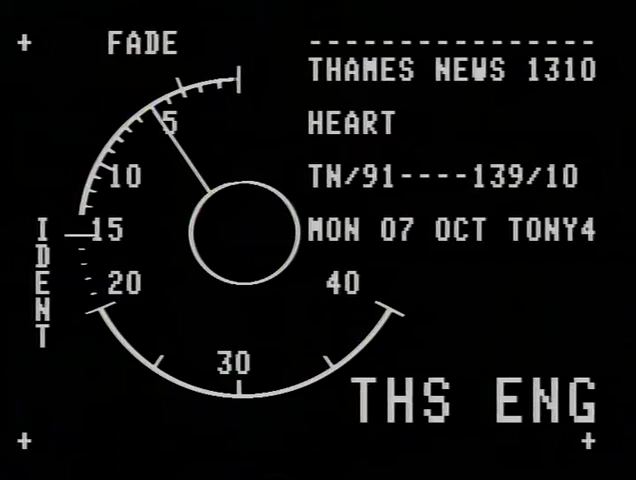 FADE
----------------
THAMES NEWS 1310
5
HEART
10
TN/91----139/10
IDENT
15
MON 07 OCT TONY4
20
40
30
THS ENG